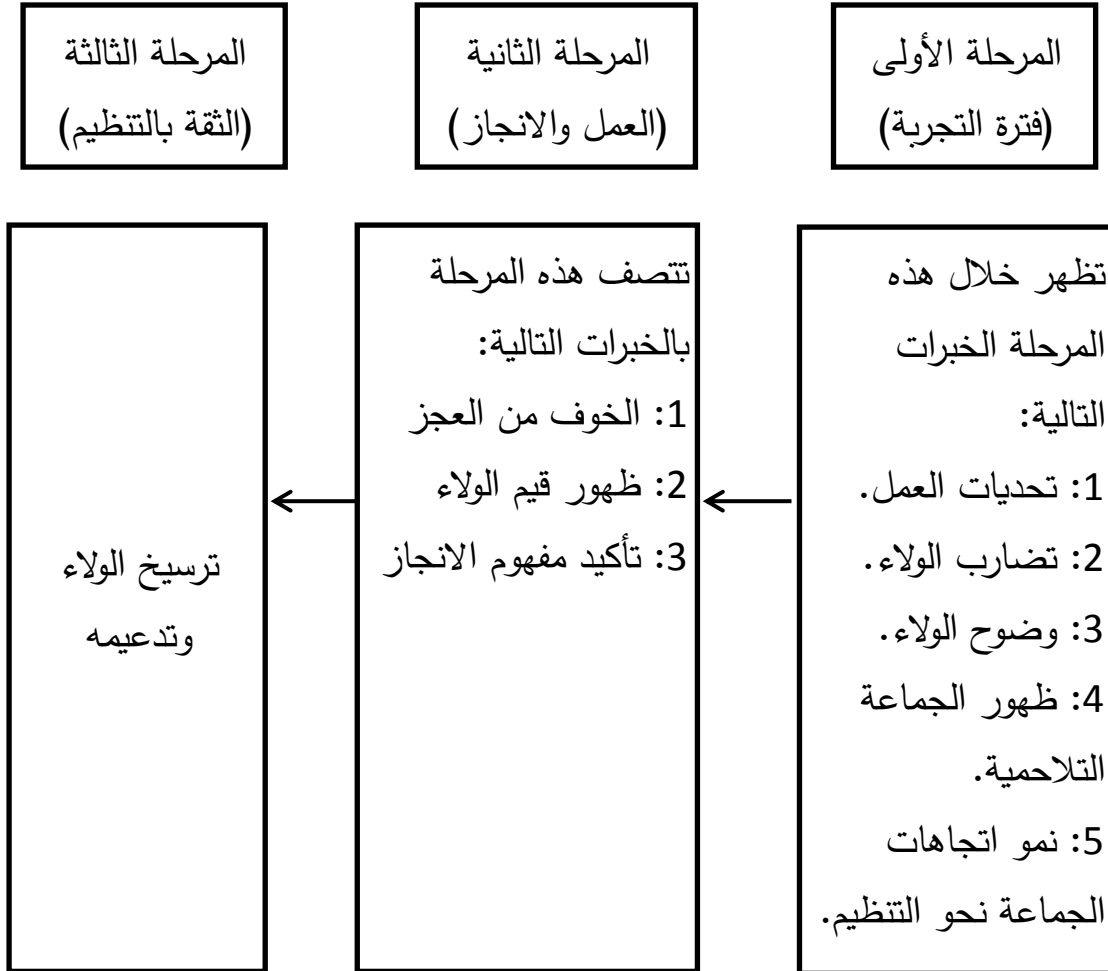 المرحلة الأولى
(فترة التجربة)
المرحلة الثانية
(العمل والانجاز)
المرحلة الثالثة
(الثقة بالتنظيم)
تظهر خلال هذه
المرحلة الخبرات
التالية:
1: تحديات العمل.
2: تضارب الولاء.
3: وضوح الولاء.
4: ظهور الجماعة
التلاحمية.
5: نمو اتجاهات
الجماعة نحو التنظيم.
تتصف هذه المرحلة
بالخبرات التالية:
1: الخوف من العجز
2: ظهور قيم الولاء
3: تأكيد مفهوم الانجاز
ترسيخ الولاء
وتدعيمه